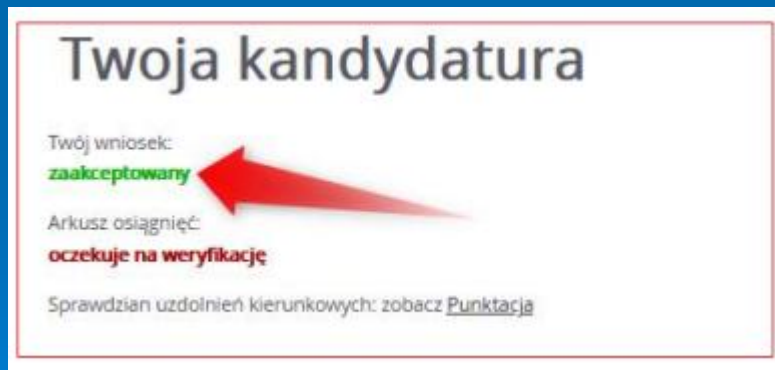 Twoja kandydatura
Twój wniosek:
zaakceptowany
Arkusz osiągnięć:
oczekuje na weryfikację
Sprawdzian uzdolnień kierunkowych: zobacz Punktacja